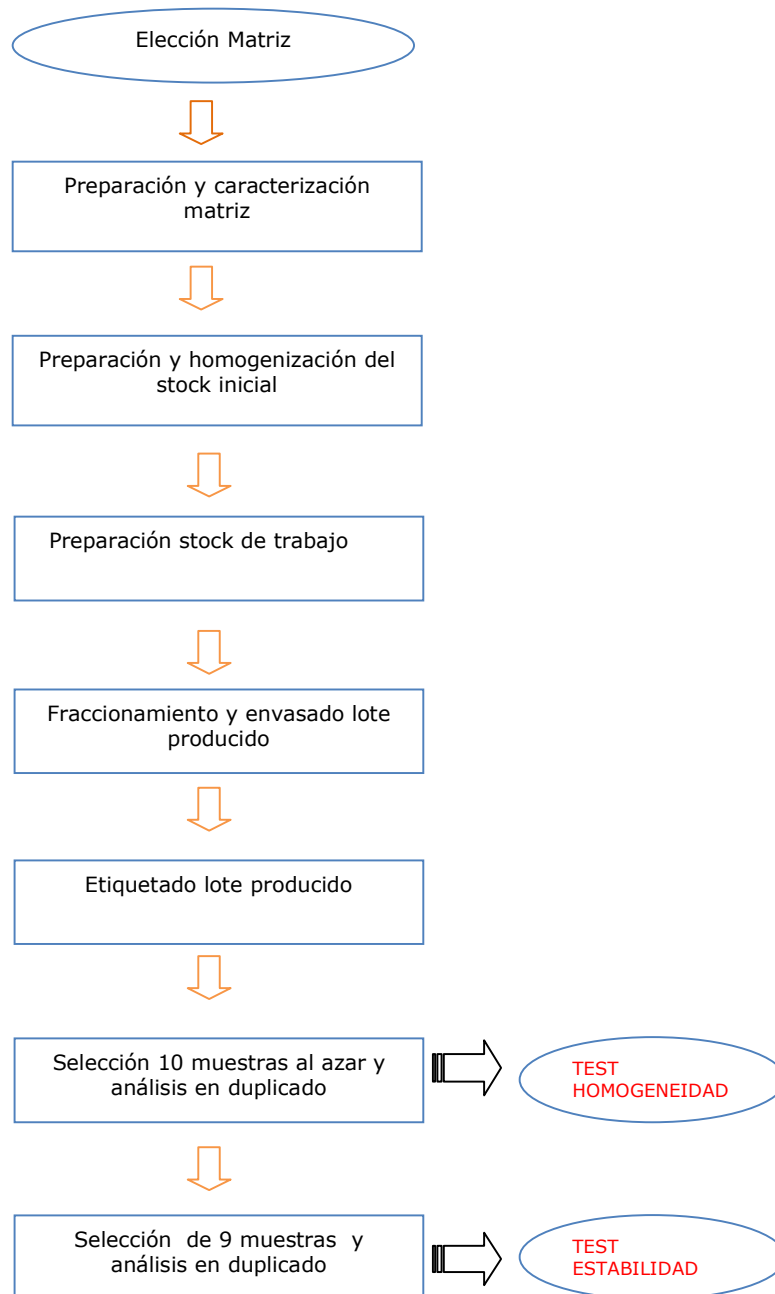 Elección Matriz
Preparación y caracterización
matriz
Preparación y homogenización del
stock inicial
Preparación stock de trabajo
Fraccionamiento y envasado lote
producido
Etiquetado lote producido
Selección 10 muestras al azar y
análisis en duplicado
TEST
HOMOGENEIDAD
Selección de 9 muestras y
análisis en duplicado
TEST
ESTABILIDAD